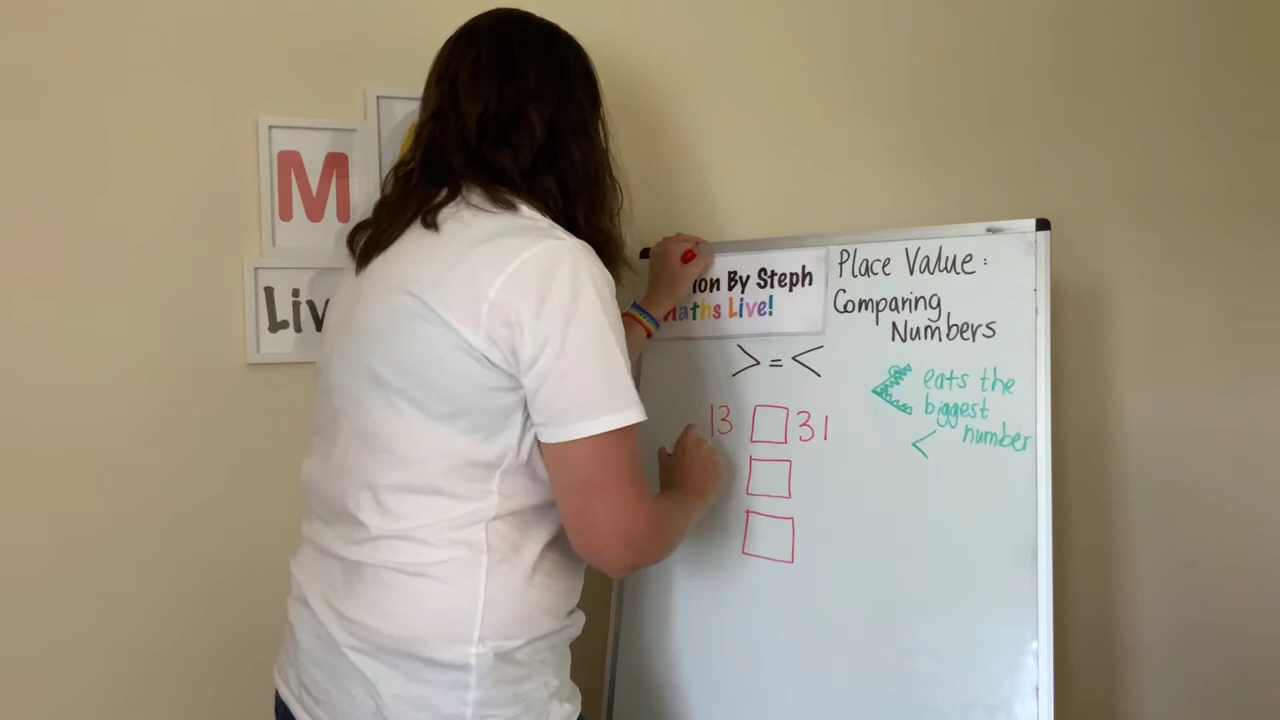 M
Liv
ion By Steph
Maths Live!
Place Value:
Comparing
Numbers
> = <
eats the
biggest
number
<
13 31